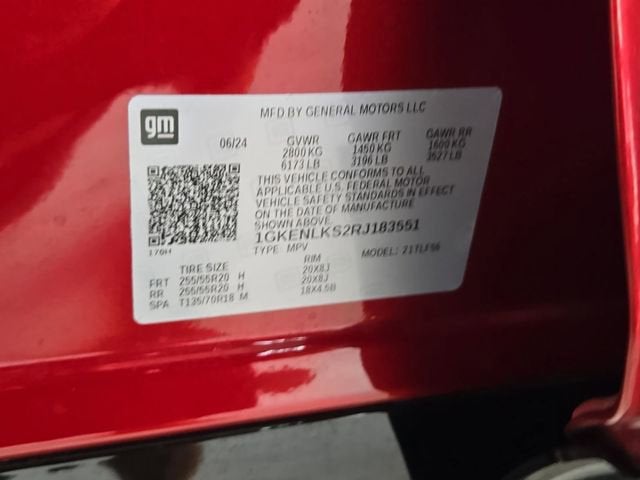 gm
MFD BY GENERAL MOTORS LLC
06/24 GVWR GAWR FRT GAWR RR
2800 KG 1450 KG 1600 KG
6173 LB 3196 LB 3527 LB
THIS VEHICLE CONFORMS TO ALL
APPLICABLE U.S. FEDERAL MOTOR
VEHICLE SAFETY STANDARDS IN EFFECT
ON THE DATE OF MANUFACTURE
SHOWN ABOVE.
1GKENLKS2RJ183551
TYPE: MPV MODEL: 21TLF56
170H
TIRE SIZE RIM
FRT 255/55R20 H 20X8J
RR 255/55R20 H 20X8J
SPA T135/70R18 M 18X4.5B